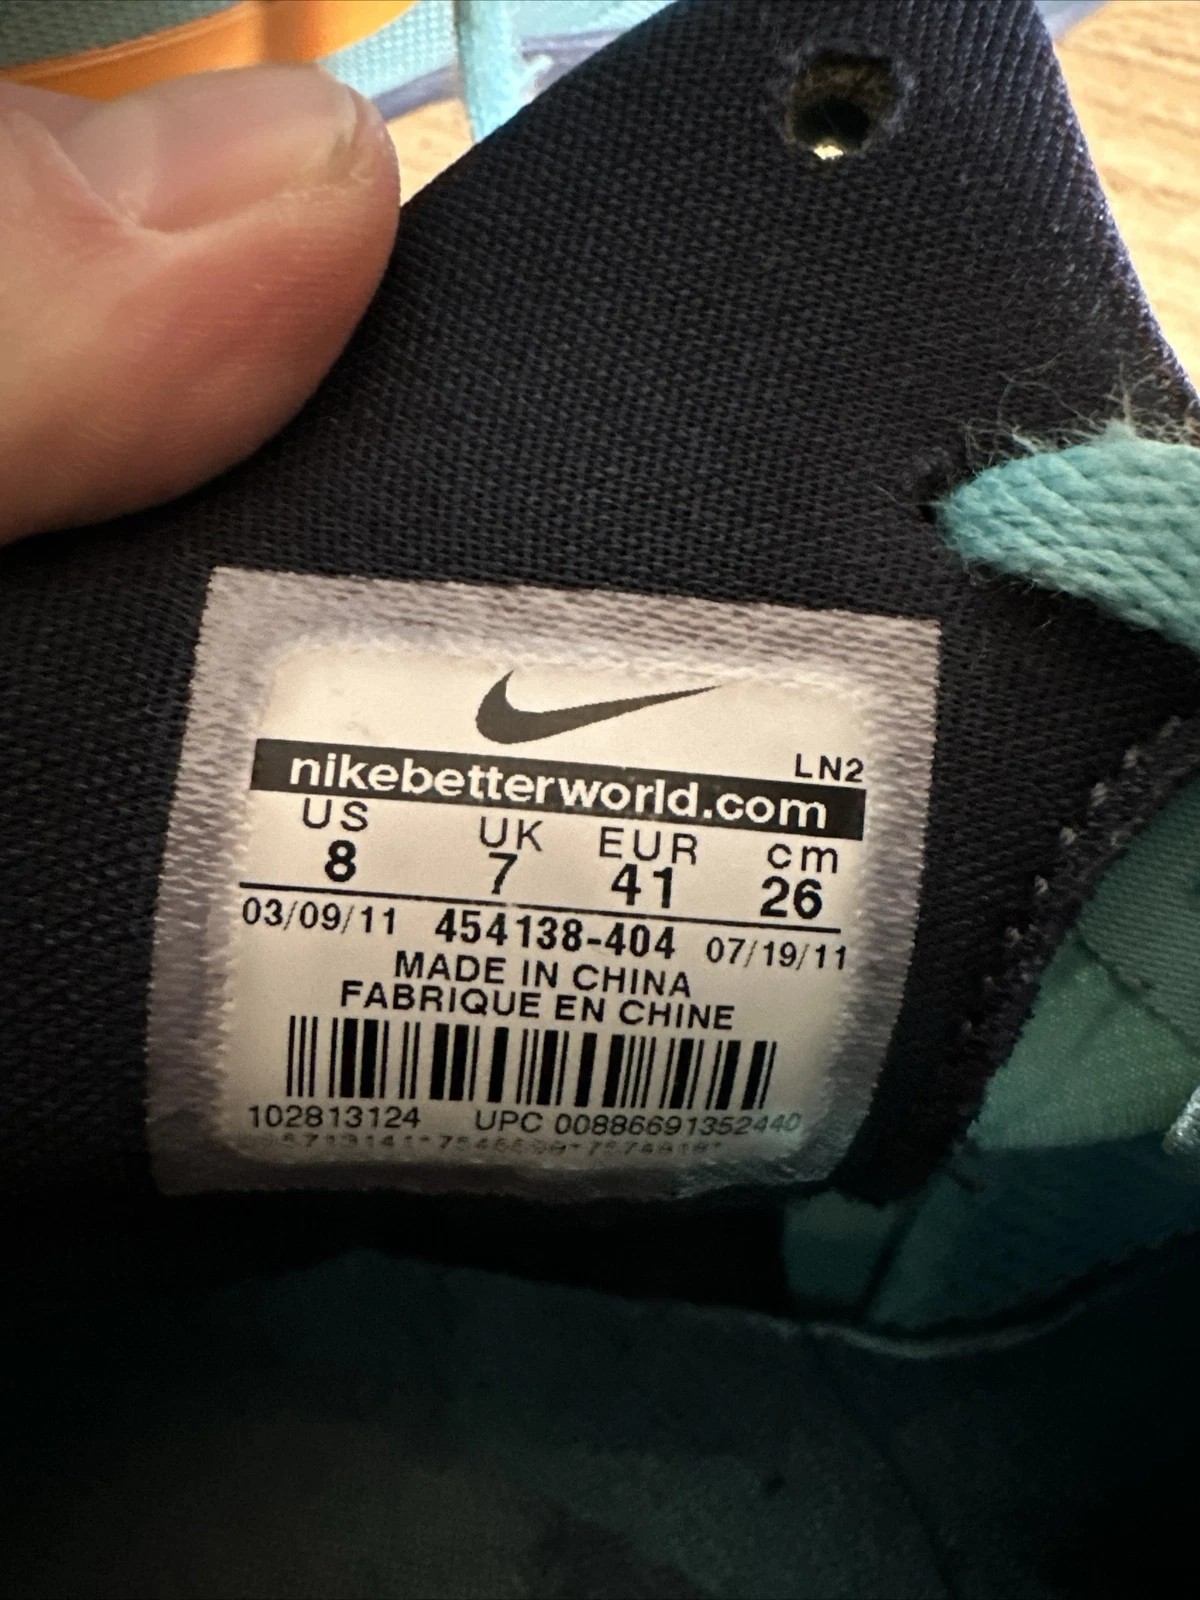 LN2
nikebetterworld.com
US UK EUR cm
8 7 41 26
03/09/11 454138-404 07/19/11
MADE IN CHINA
FABRIQUE EN CHINE
102813124 UPC 00886691352440